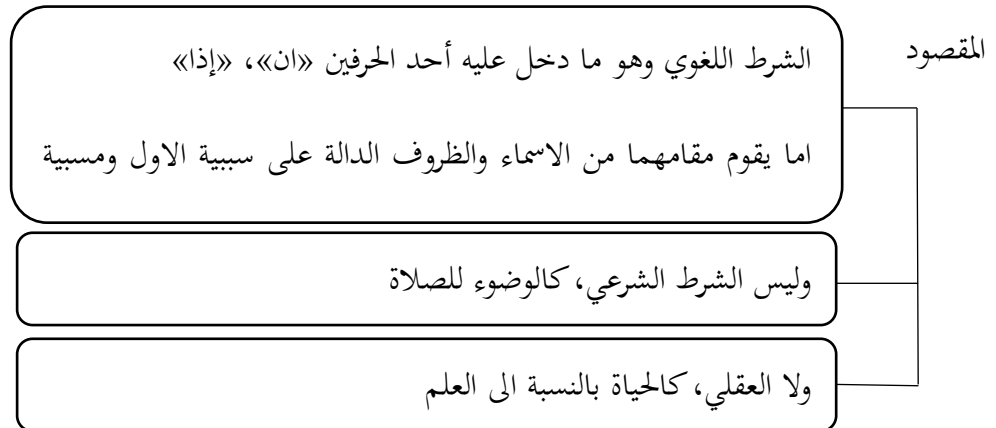 المقصود
الشرط اللغوي وهو ما دخل عليه أحد الحرفين «ان»، «إذا»
اما يقوم مقامهما من الاسماء والظروف الدالة على سببية الاول ومسببية
وليس الشرط الشرعي، كالوضوء للصلاة
ولا العقلي، كالحياة بالنسبة الى العلم